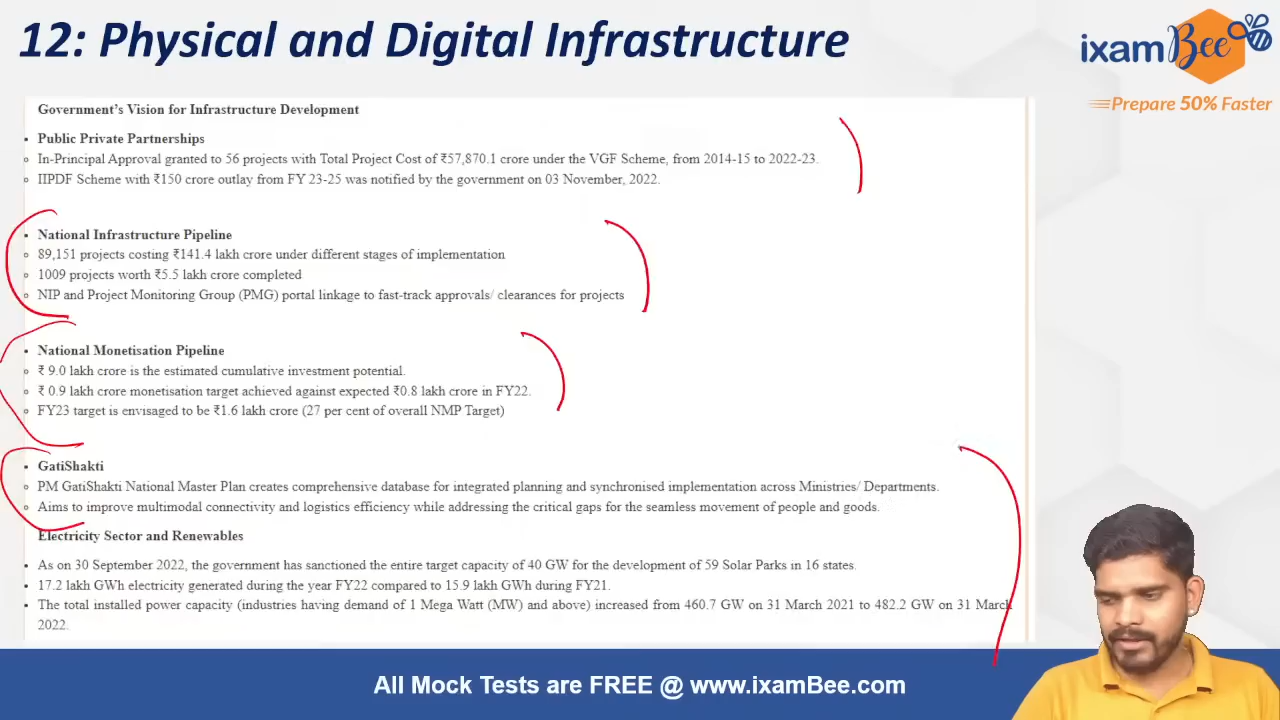 12: Physical and Digital Infrastructure
ixamBee
Prepare 50% Faster
Government's Vision for Infrastructure Development
Public Private Partnerships
In-Principal Approval granted to 56 projects with Total Project Cost of ₹57,870.1 crore under the VGF Scheme, from 2014-15 to 2022-23.
IIPDF Scheme with ₹150 crore outlay from FY 23-25 was notified by the government on 03 November, 2022.
National Infrastructure Pipeline
89,151 projects costing ₹141.4 lakh crore under different stages of implementation
1009 projects worth ₹5.5 lakh crore completed
NIP and Project Monitoring Group (PMG) portal linkage to fast-track approvals/ clearances for projects
National Monetisation Pipeline
₹ 9.0 lakh crore is the estimated cumulative investment potential.
₹ 0.9 lakh crore monetisation target achieved against expected ₹0.8 lakh crore in FY22.
FY23 target is envisaged to be ₹1.6 lakh crore (27 per cent of overall NMP Target)
GatiShakti
PM GatiShakti National Master Plan creates comprehensive database for integrated planning and synchronised implementation across Ministries/ Departments.
Aims to improve multimodal connectivity and logistics efficiency while addressing the critical gaps for the seamless movement of people and goods.
Electricity Sector and Renewables
As on 30 September 2022, the government has sanctioned the entire target capacity of 40 GW for the development of 59 Solar Parks in 16 states.
17.2 lakh GWh electricity generated during the year FY22 compared to 15.9 lakh GWh during FY21.
The total installed power capacity (industries having demand of 1 Mega Watt (MW) and above) increased from 460.7 GW on 31 March 2021 to 482.2 GW on 31 March
2022.
All Mock Tests are FREE @ www.ixamBee.com